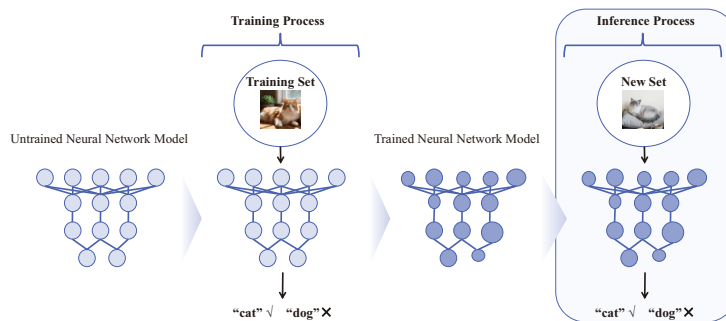 Training Process
Inference Process
Training Set
New Set
Untrained Neural Network Model
Trained Neural Network Model
“cat” √ “dog” ✕
“cat” √ “dog” ✕